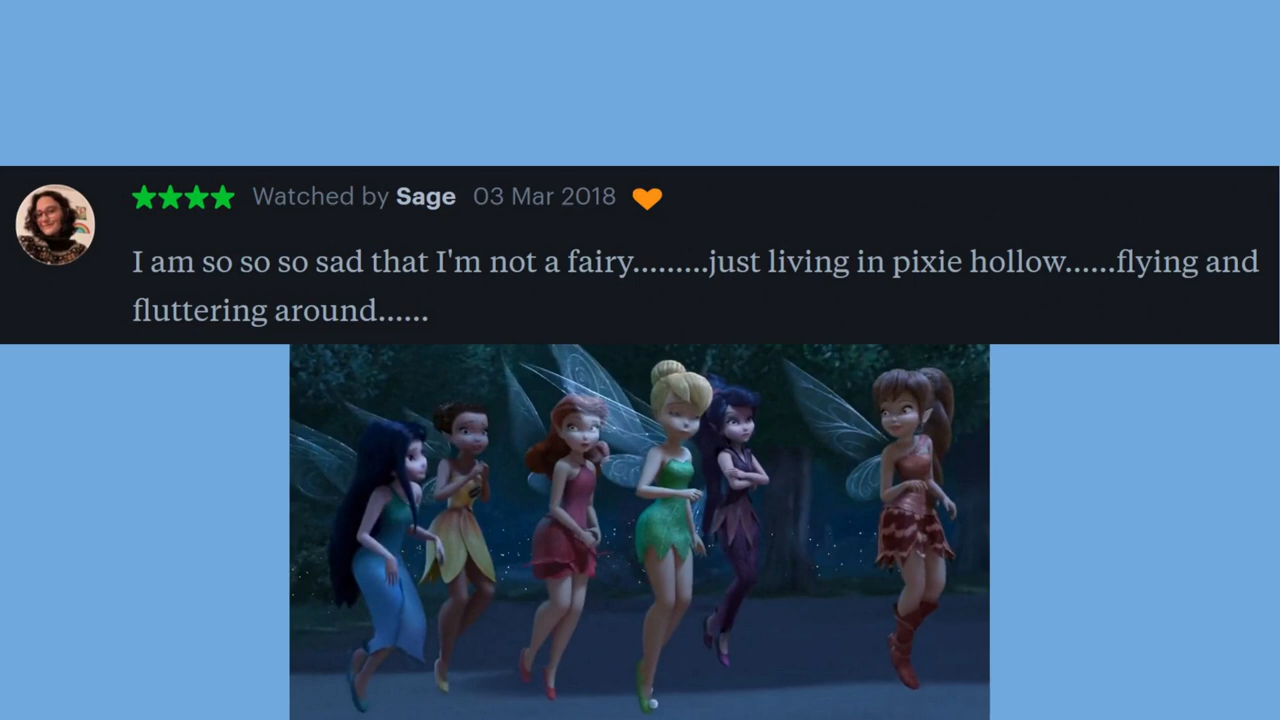 Watched by Sage 03 Mar 2018
I am so so so sad that I'm not a fairy.........just living in pixie hollow......flying and
fluttering around......